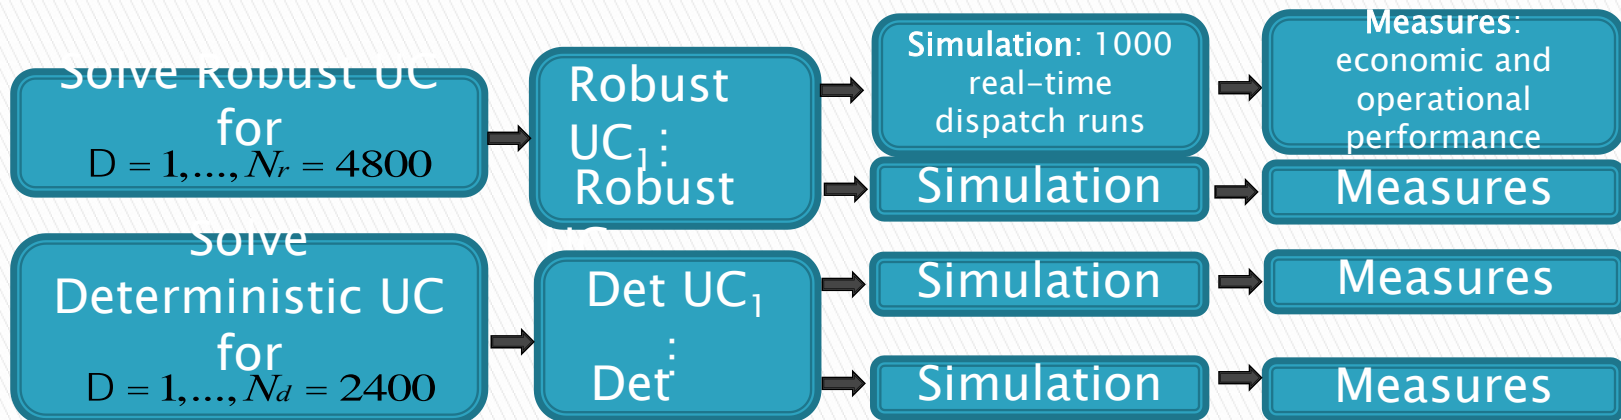 Solve Robust UC
for
D = 1,..., Nr = 4800
Robust
UC1:
:
Robust
Simulation: 1000
real-time
dispatch runs
Measures:
economic and
operational
performance
Simulation
Measures
Solve
Deterministic UC
for
D = 1,..., Nd = 2400
Det UC1
:
:
Det
Simulation
Measures
Simulation
Measures